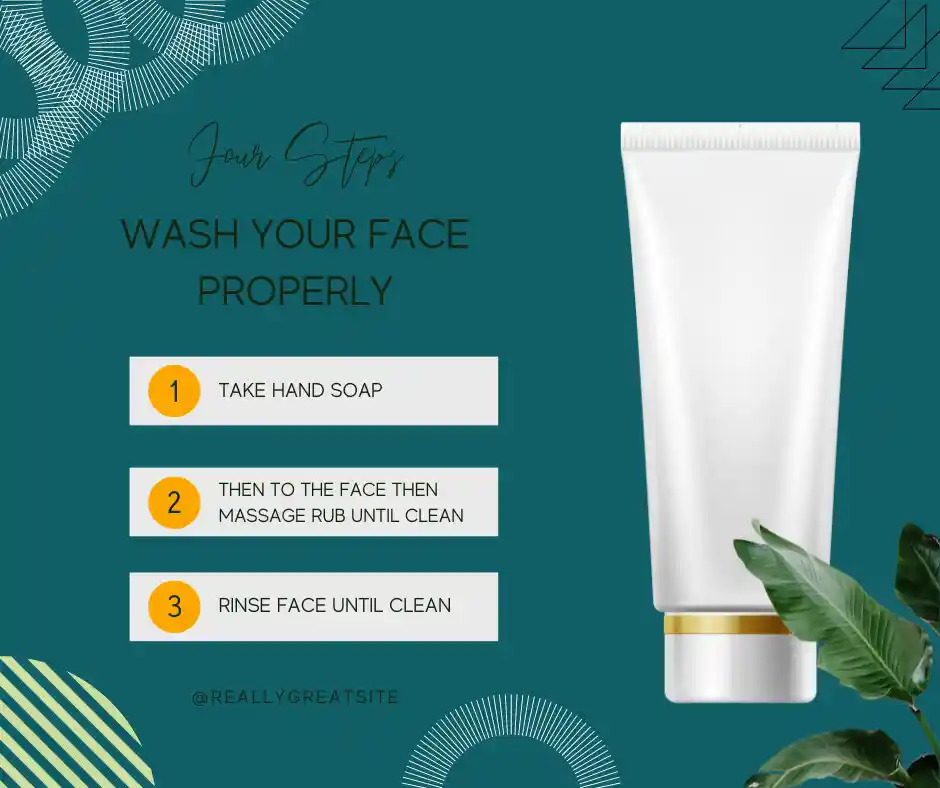 Four Steps
WASH YOUR FACE
PROPERLY
1 TAKE HAND SOAP
2 THEN TO THE FACE THEN
MASSAGE RUB UNTIL CLEAN
3 RINSE FACE UNTIL CLEAN
@REALLYGREATSITE